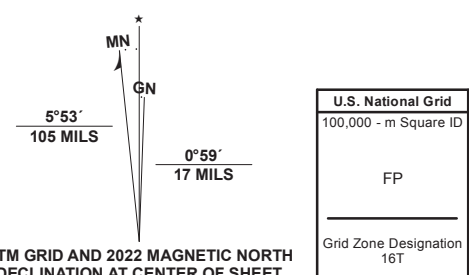 ★
MN
GN
5°53´
105 MILS
0°59´
17 MILS
TM GRID AND 2022 MAGNETIC NORTH
DECLINATION AT CENTER OF SHEET
U.S. National Grid
100,000 - m Square ID
FP
Grid Zone Designation
16T